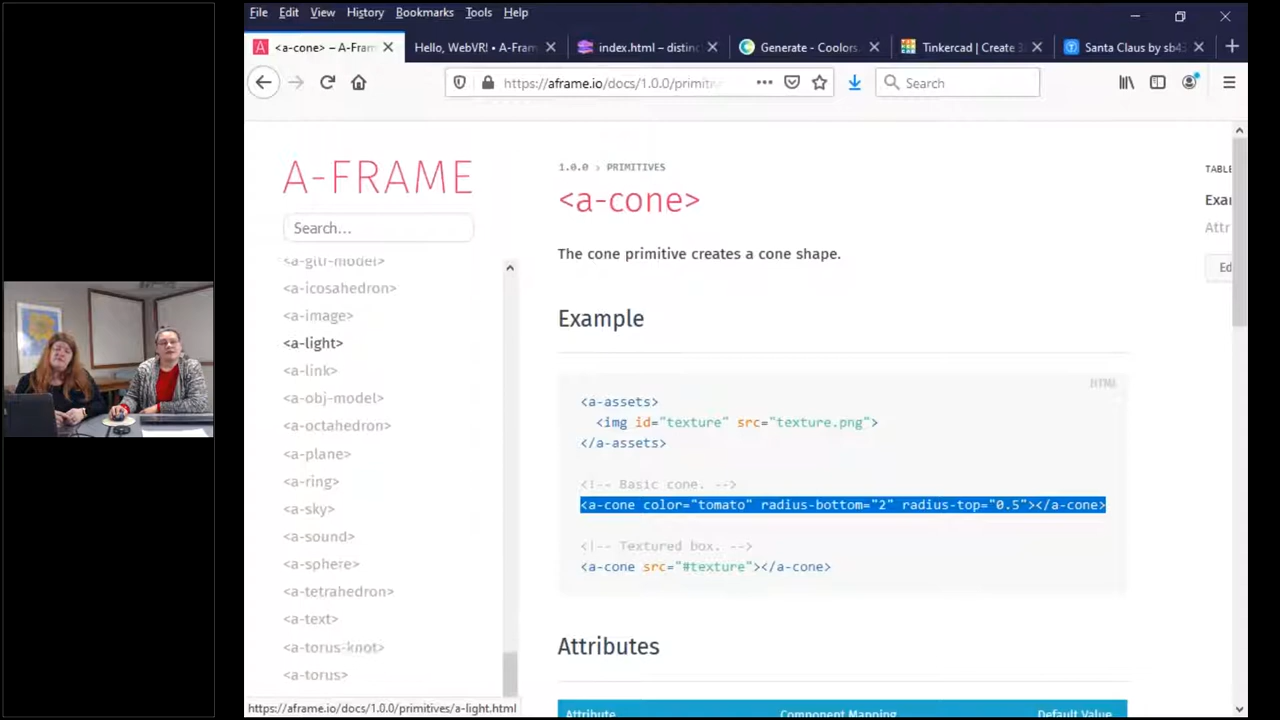 File Edit View History Bookmarks Tools Help
<a-cone> – A-Fram
Hello, WebVR! • A-Fram
index.html – distinc
Generate - Coolors.
Tinkercad | Create 3
Santa Claus by sb4
https://aframe.io/docs/1.0.0/primitiv
Search
A-FRAME
Search...
<a-gltf-model>
<a-icosahedron>
<a-image>
<a-light>
<a-link>
<a-obj-model>
<a-octahedron>
<a-plane>
<a-ring>
<a-sky>
<a-sound>
<a-sphere>
<a-tetrahedron>
<a-text>
<a-torus-knot>
<a-torus>
https://aframe.io/docs/1.0.0/primitives/a-light.html
1.0.0 > PRIMITIVES
<a-cone>
The cone primitive creates a cone shape.
Example
HTML
<a-assets>
<img id="texture" src="texture.png">
</a-assets>
<!-- Basic cone. -->
<a-cone color="tomato" radius-bottom="2" radius-top="0.5"></a-cone>
<!-- Textured box. -->
<a-cone src="#texture"></a-cone>
Attributes
Attribute Component Mapping Default Value
TABLE
Exa
Attr
Ed